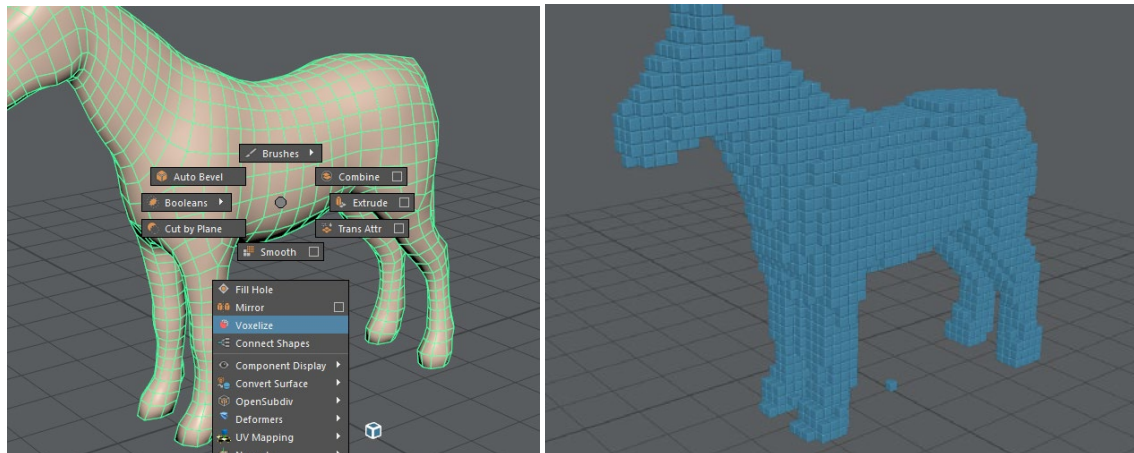 Brushes
Auto Bevel
Combine
Booleans
Extrude
Cut by Plane
Trans Attr
Smooth
Fill Hole
Mirror
Voxelize
Connect Shapes
Component Display
Convert Surface
OpenSubdiv
Deformers
UV Mapping